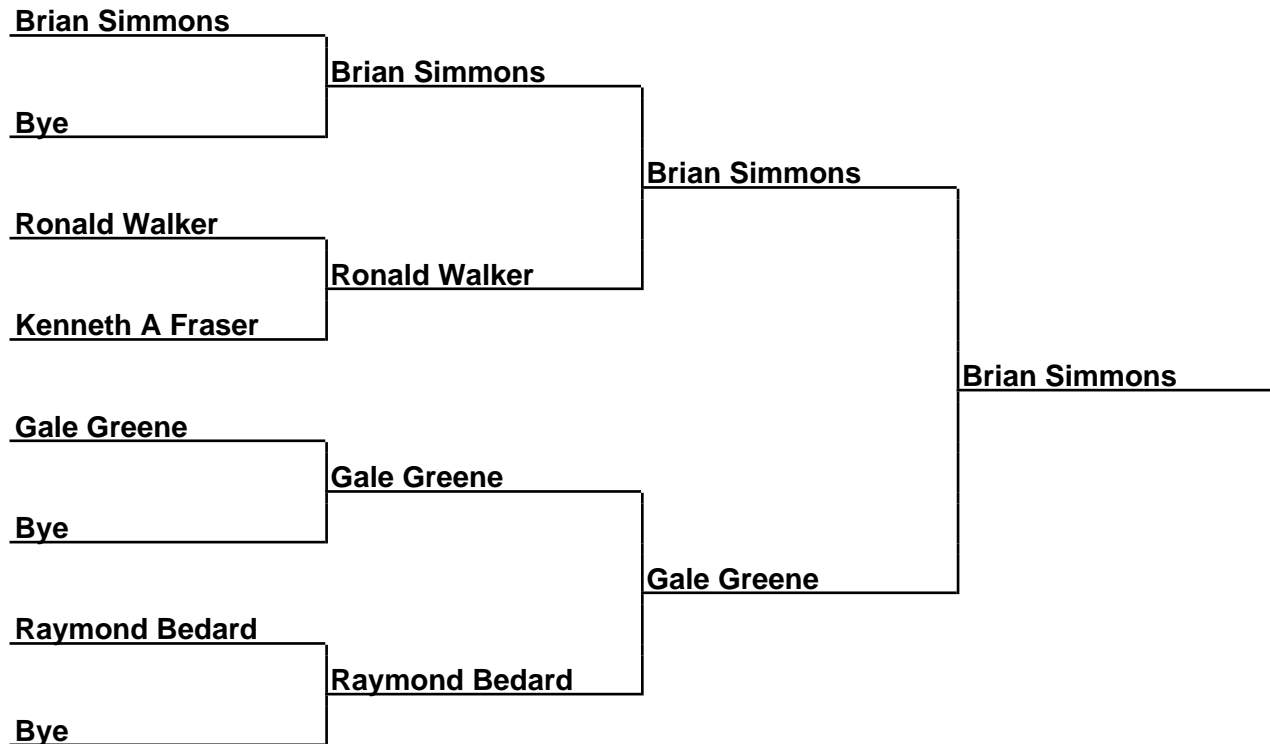 Brian Simmons
Brian Simmons
Bye
Brian Simmons
Ronald Walker
Ronald Walker
Kenneth A Fraser
Brian Simmons
Gale Greene
Gale Greene
Bye
Gale Greene
Raymond Bedard
Raymond Bedard
Bye